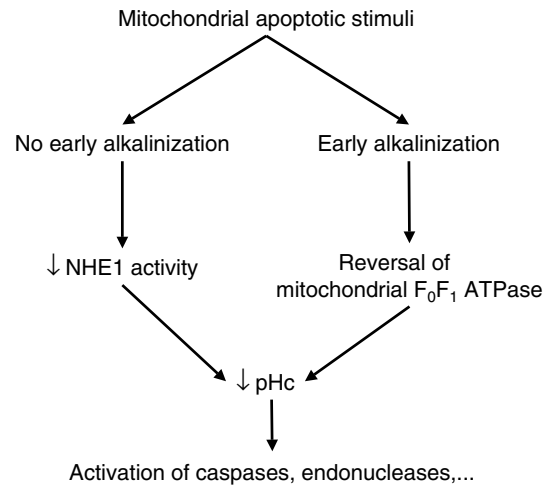 Mitochondrial apoptotic stimuli
No early alkalinization
Early alkalinization
↓ NHE1 activity
Reversal of
mitochondrial F₀F₁ ATPase
↓ pHc
Activation of caspases, endonucleases,...